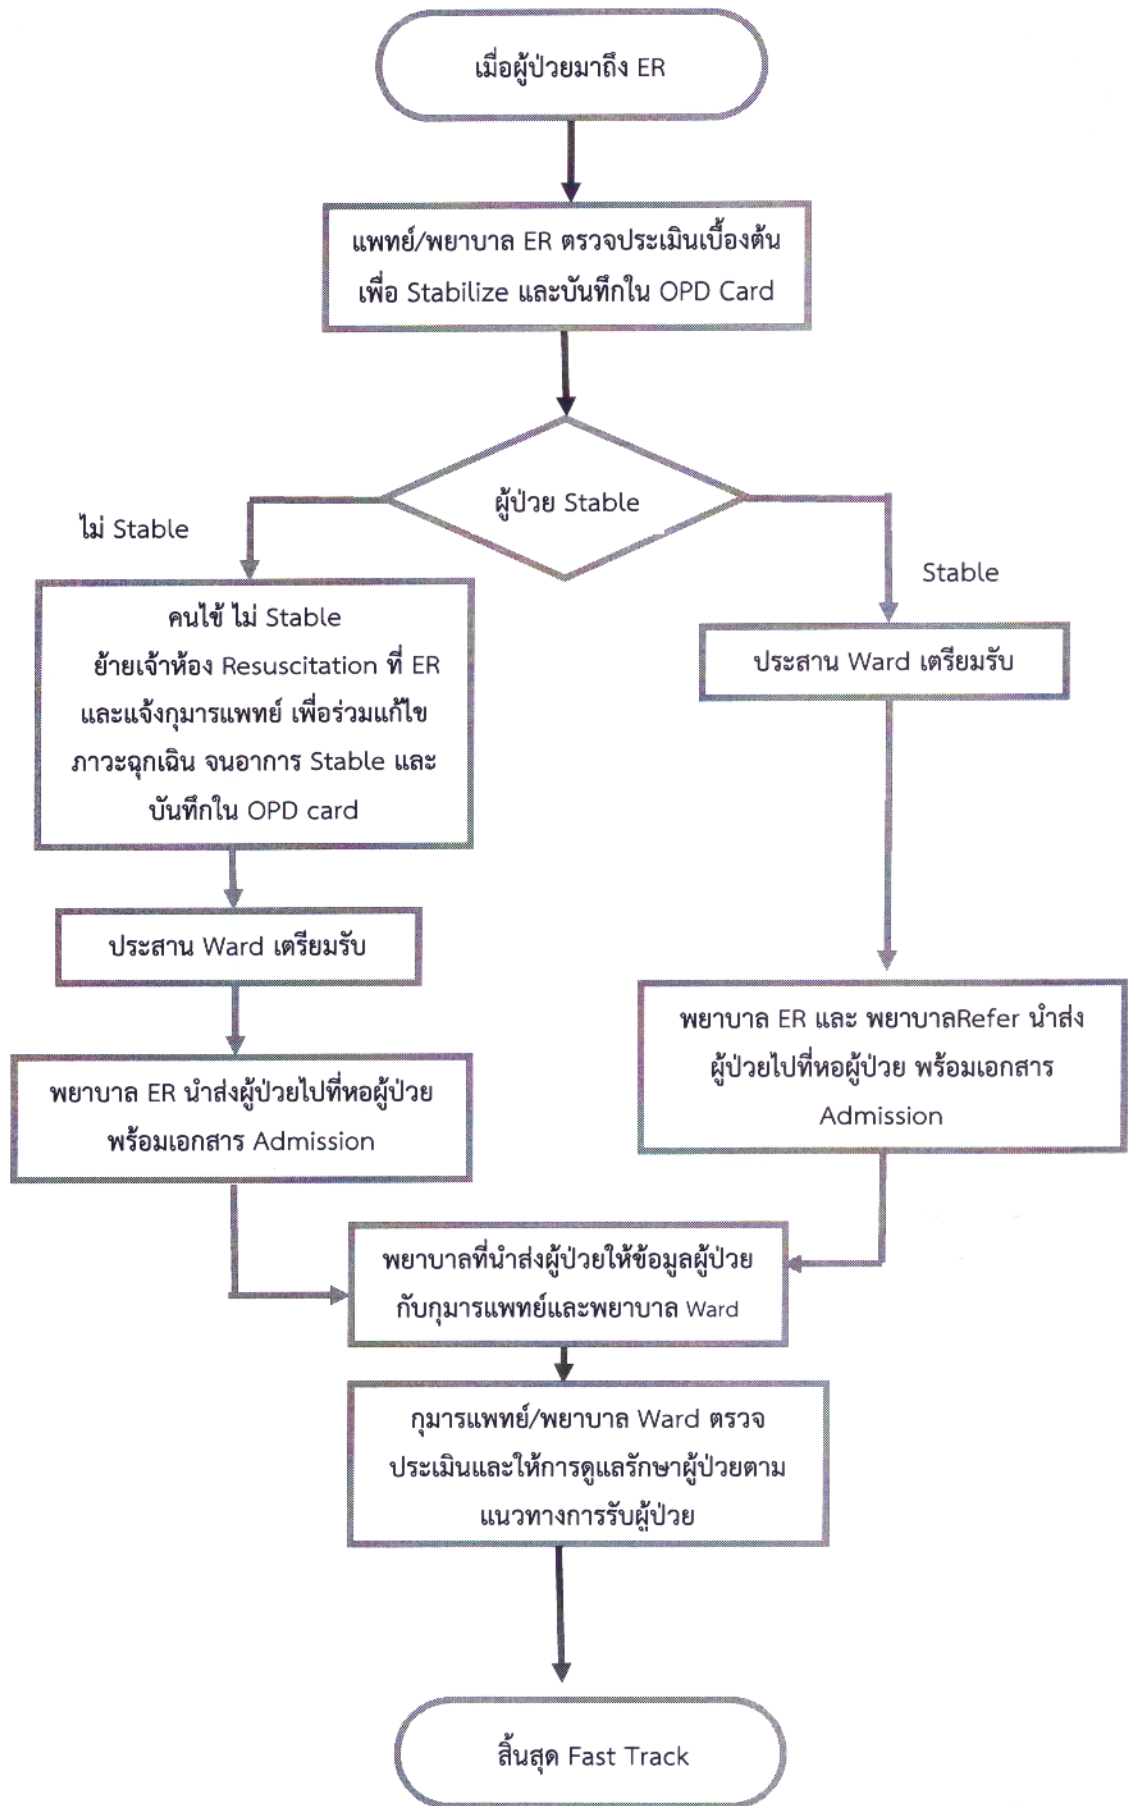 เมื่อผู้ป่วยมาถึง ER
แพทย์/พยาบาล ER ตรวจประเมินเบื้องต้น
เพื่อ Stabilize และบันทึกใน OPD Card
ผู้ป่วย Stable
ไม่ Stable
Stable
คนไข้ ไม่ Stable
ย้ายเจ้าห้อง Resuscitation ที่ ER
และแจ้งกุมารแพทย์ เพื่อร่วมแก้ไข
ภาวะฉุกเฉิน จนอาการ Stable และ
บันทึกใน OPD card
ประสาน Ward เตรียมรับ
ประสาน Ward เตรียมรับ
พยาบาล ER นำส่งผู้ป่วยไปที่หอผู้ป่วย
พร้อมเอกสาร Admission
พยาบาล ER และ พยาบาลRefer นำส่ง
ผู้ป่วยไปที่หอผู้ป่วย พร้อมเอกสาร
Admission
พยาบาลที่นำส่งผู้ป่วยให้ข้อมูลผู้ป่วย
กับกุมารแพทย์และพยาบาล Ward
กุมารแพทย์/พยาบาล Ward ตรวจ
ประเมินและให้การดูแลรักษาผู้ป่วยตาม
แนวทางการรับผู้ป่วย
สิ้นสุด Fast Track